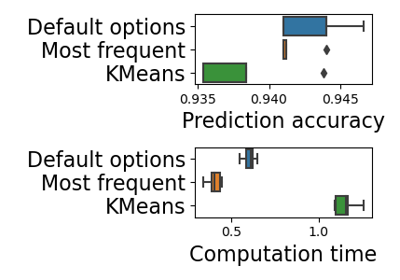 Default options
Most frequent
KMeans
0.935 0.940 0.945
Prediction accuracy
Default options
Most frequent
KMeans
0.5 1.0
Computation time